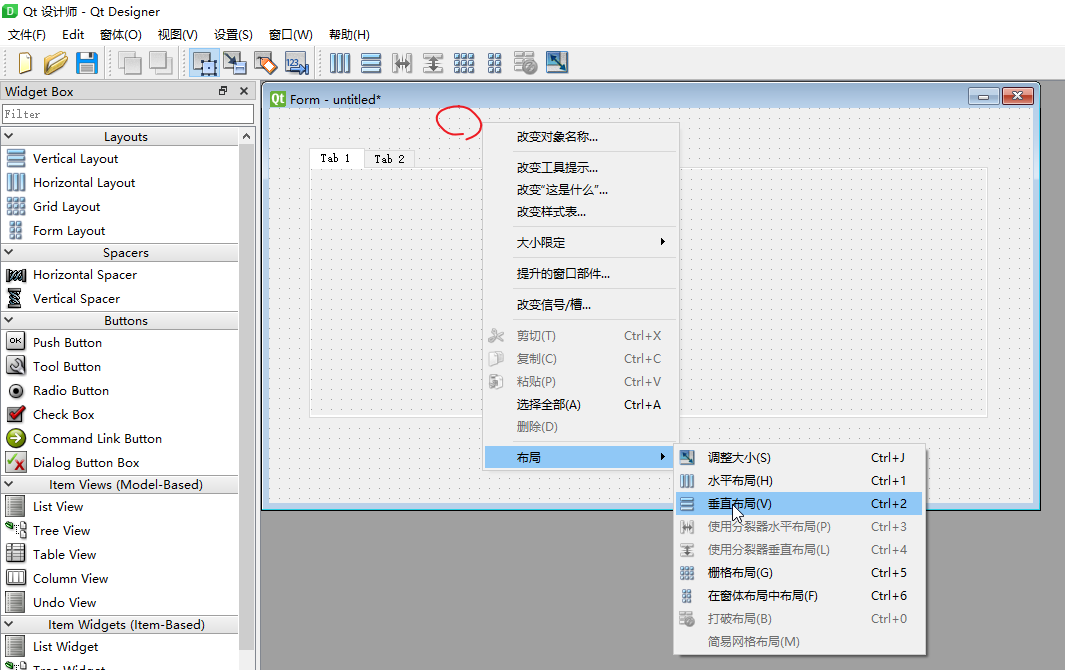 Qt 设计师 - Qt Designer
文件(F) Edit 窗体(O) 视图(V) 设置(S) 窗口(W) 帮助(H)
Widget Box
Filter
Layouts
Vertical Layout
Horizontal Layout
Grid Layout
Form Layout
Spacers
Horizontal Spacer
Vertical Spacer
Buttons
OK Push Button
Tool Button
Radio Button
Check Box
Command Link Button
Dialog Button Box
Item Views (Model-Based)
List View
Tree View
Table View
Column View
Undo View
Item Widgets (Item-Based)
List Widget
Tree Widget
Qt Form - untitled*
Tab 1 Tab 2
改变对象名称...
改变工具提示...
改变“这是什么”...
改变样式表...
大小限定
提升的窗口部件...
改变信号/槽...
剪切(T) Ctrl+X
复制(C) Ctrl+C
粘贴(P) Ctrl+V
选择全部(A) Ctrl+A
删除(D)
布局
调整大小(S) Ctrl+J
水平布局(H) Ctrl+1
垂直布局(V) Ctrl+2
使用分裂器水平布局(P) Ctrl+3
使用分裂器垂直布局(L) Ctrl+4
栅格布局(G) Ctrl+5
在窗体布局中布局(F) Ctrl+6
打破布局(B) Ctrl+0
简易网格布局(M)